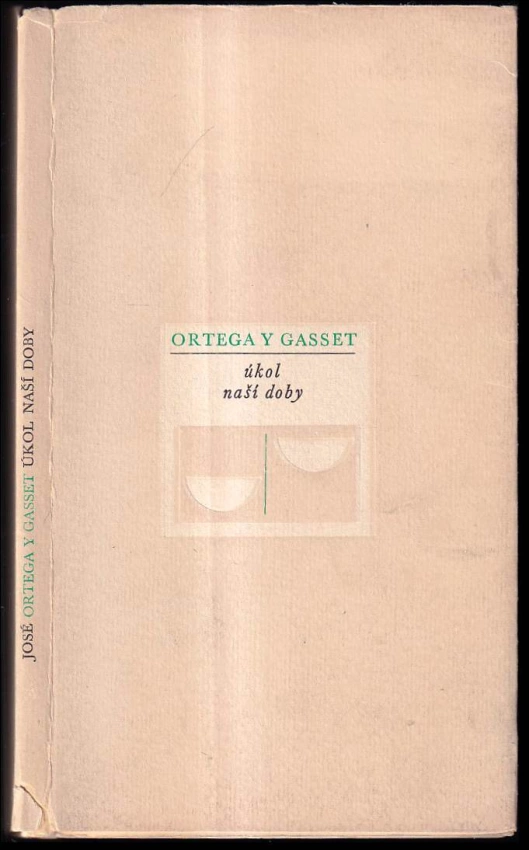 ORTEGA Y GASSET
úkol
naší doby
JOSÉ ORTEGA Y GASSET ÚKOL NAŠÍ DOBY